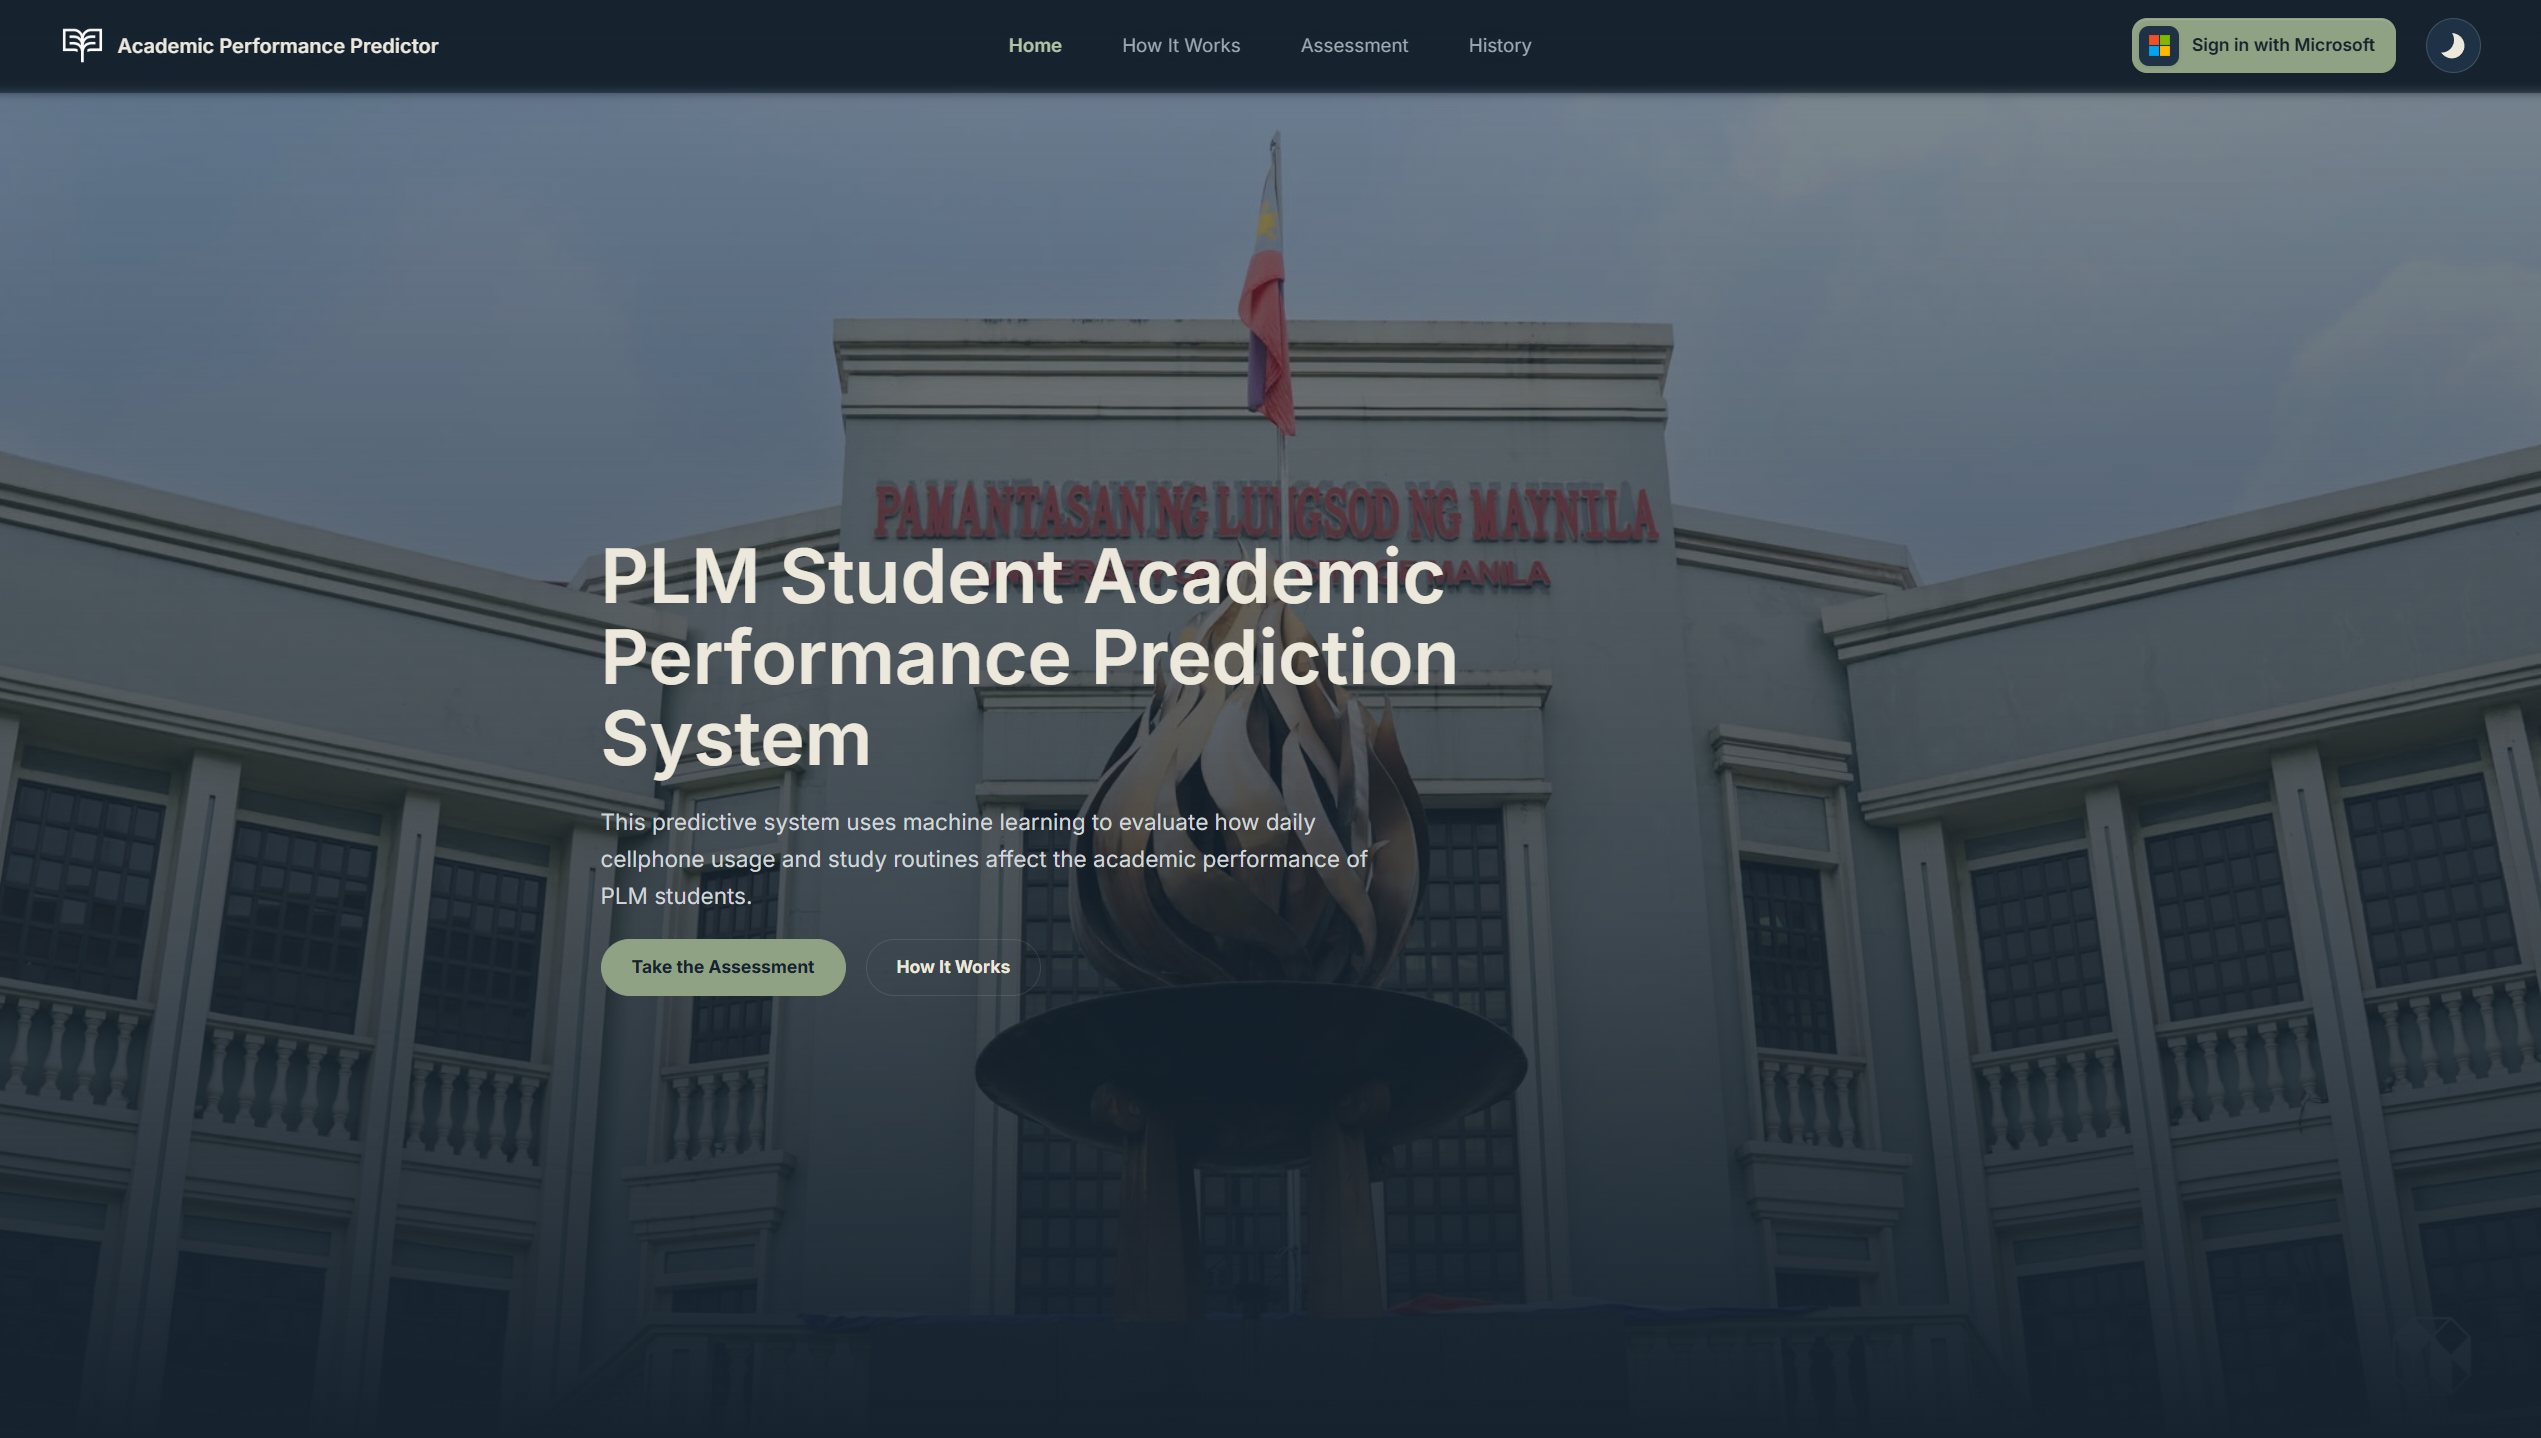 Academic Performance Predictor
Home
How It Works
Assessment
History
Sign in with Microsoft
PAMANTASAN NG LUNGSOD NG MAYNILA
MANILA
PLM Student Academic
Performance Prediction
System
This predictive system uses machine learning to evaluate how daily
cellphone usage and study routines affect the academic performance of
PLM students.
Take the Assessment
How It Works